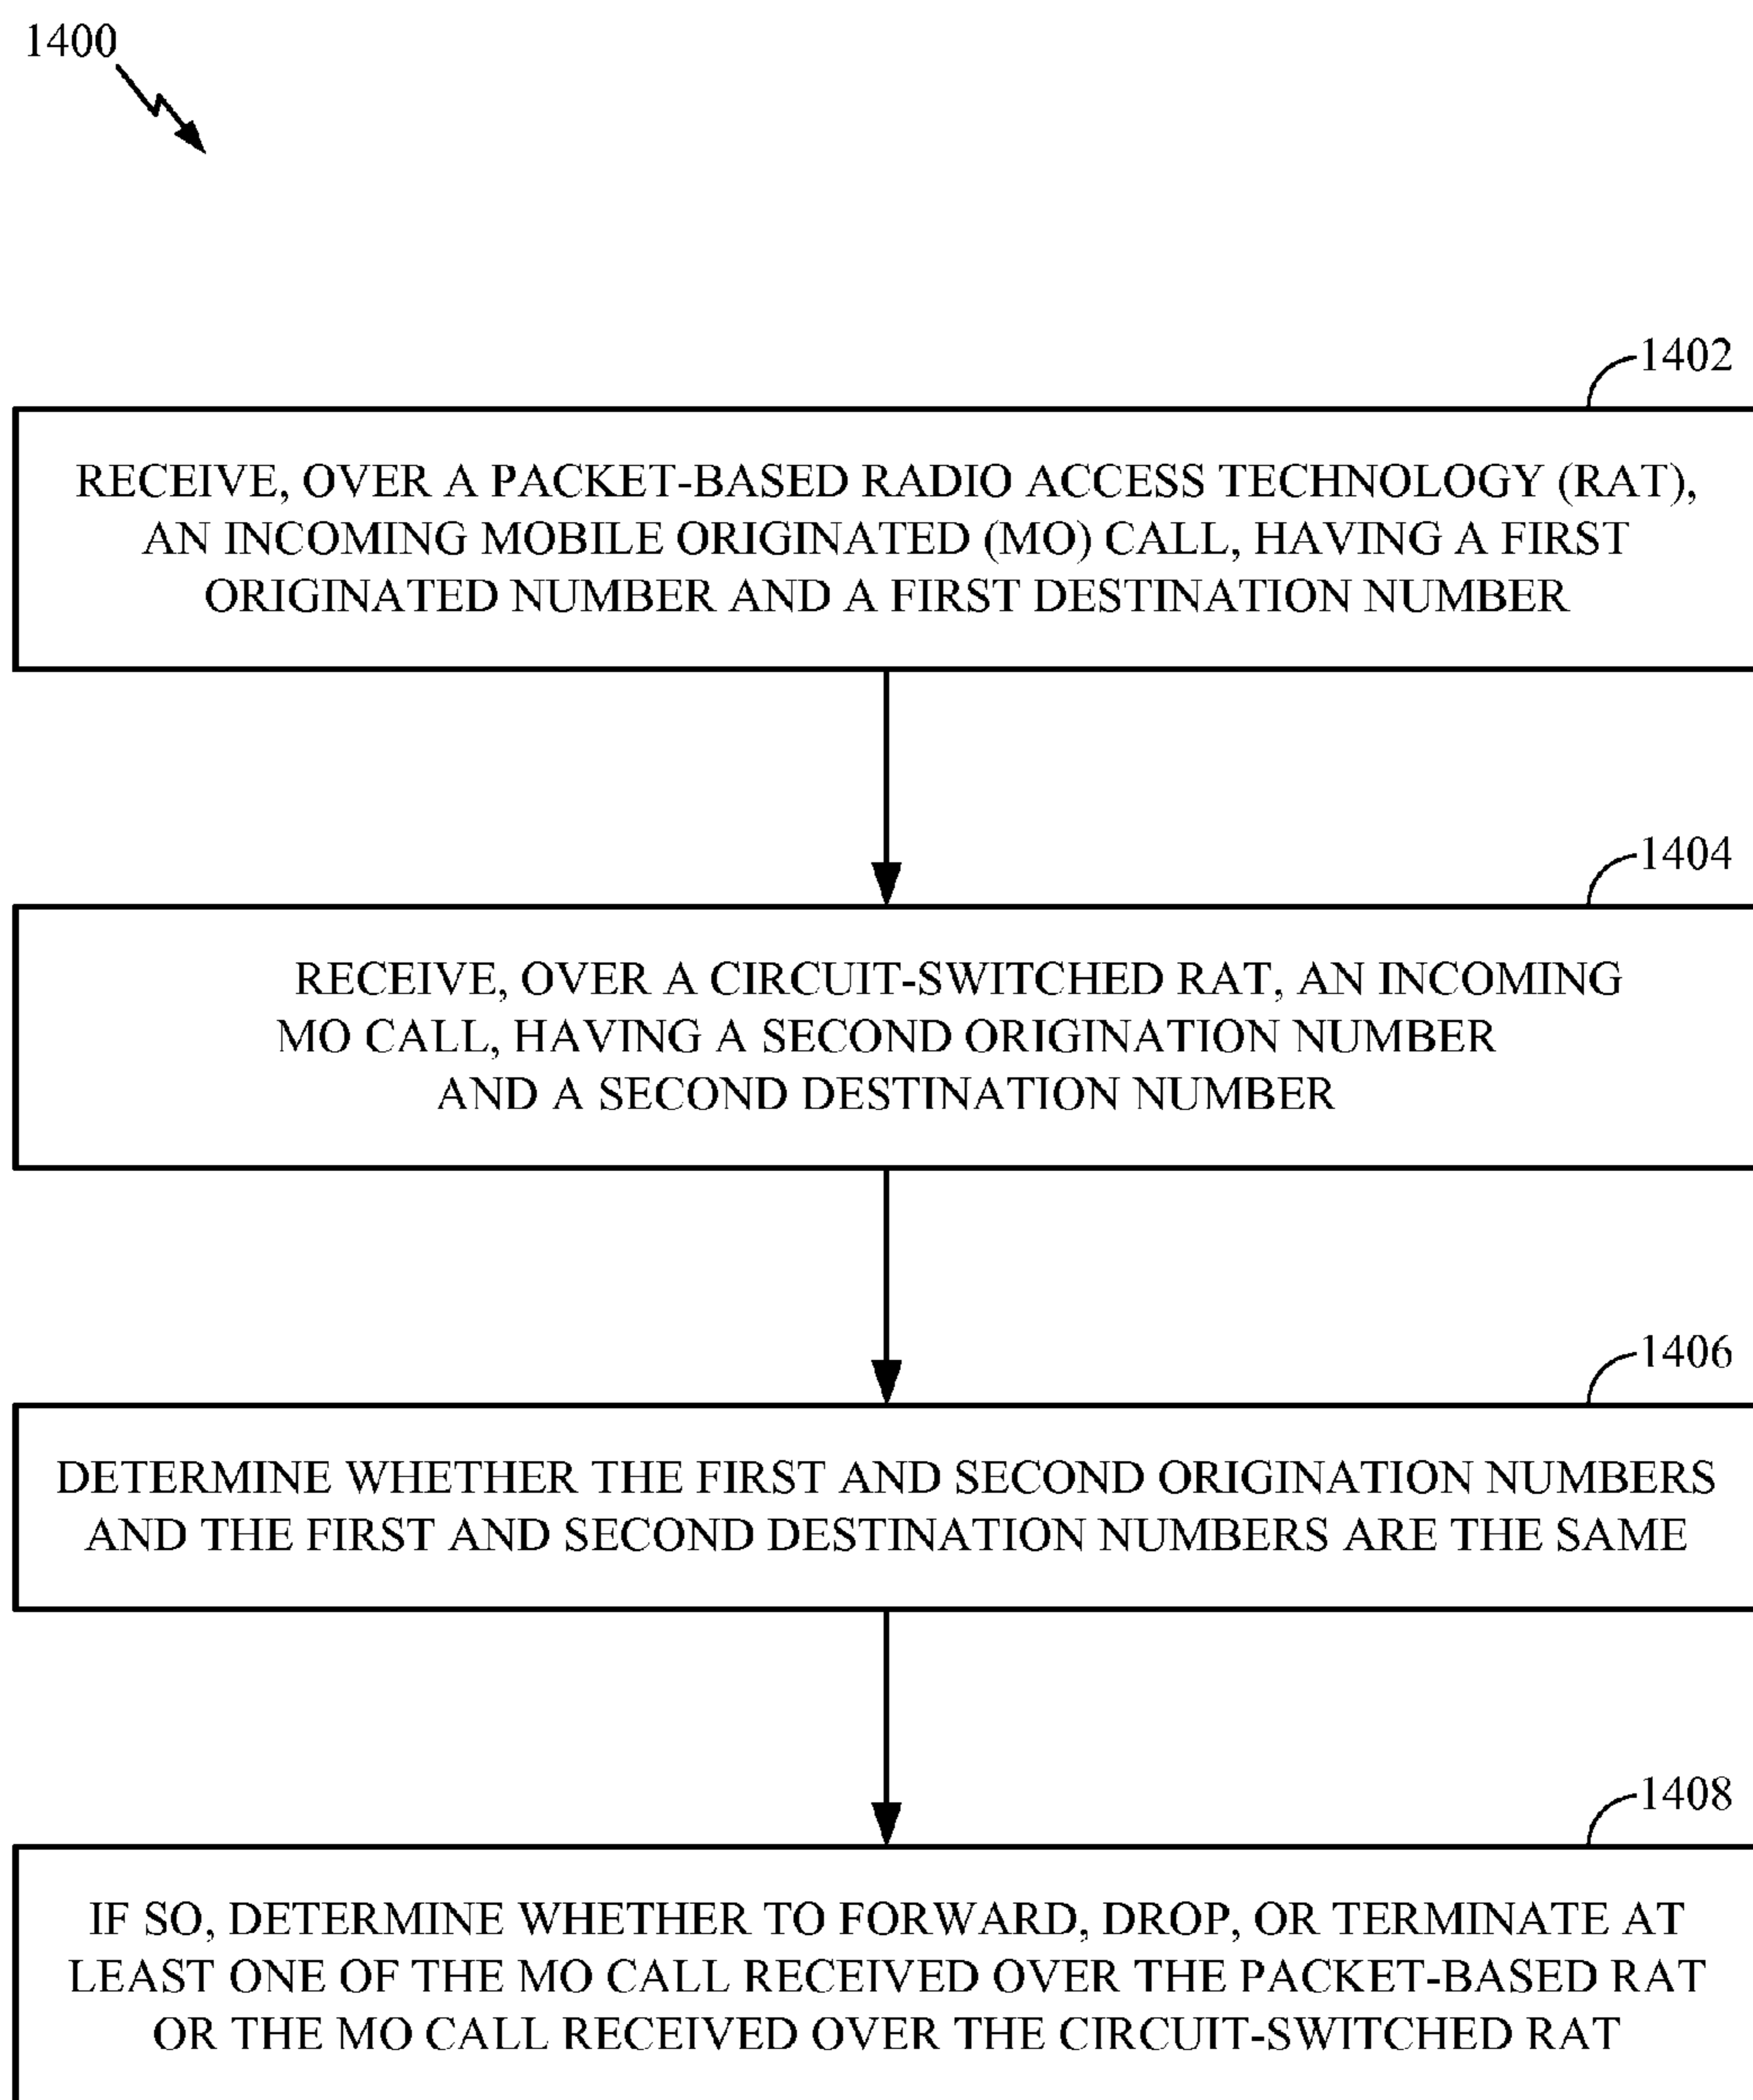 1400
1402
RECEIVE, OVER A PACKET-BASED RADIO ACCESS TECHNOLOGY (RAT),
AN INCOMING MOBILE ORIGINATED (MO) CALL, HAVING A FIRST
ORIGINATED NUMBER AND A FIRST DESTINATION NUMBER
1404
RECEIVE, OVER A CIRCUIT-SWITCHED RAT, AN INCOMING
MO CALL, HAVING A SECOND ORIGINATION NUMBER
AND A SECOND DESTINATION NUMBER
1406
DETERMINE WHETHER THE FIRST AND SECOND ORIGINATION NUMBERS
AND THE FIRST AND SECOND DESTINATION NUMBERS ARE THE SAME
1408
IF SO, DETERMINE WHETHER TO FORWARD, DROP, OR TERMINATE AT
LEAST ONE OF THE MO CALL RECEIVED OVER THE PACKET-BASED RAT
OR THE MO CALL RECEIVED OVER THE CIRCUIT-SWITCHED RAT